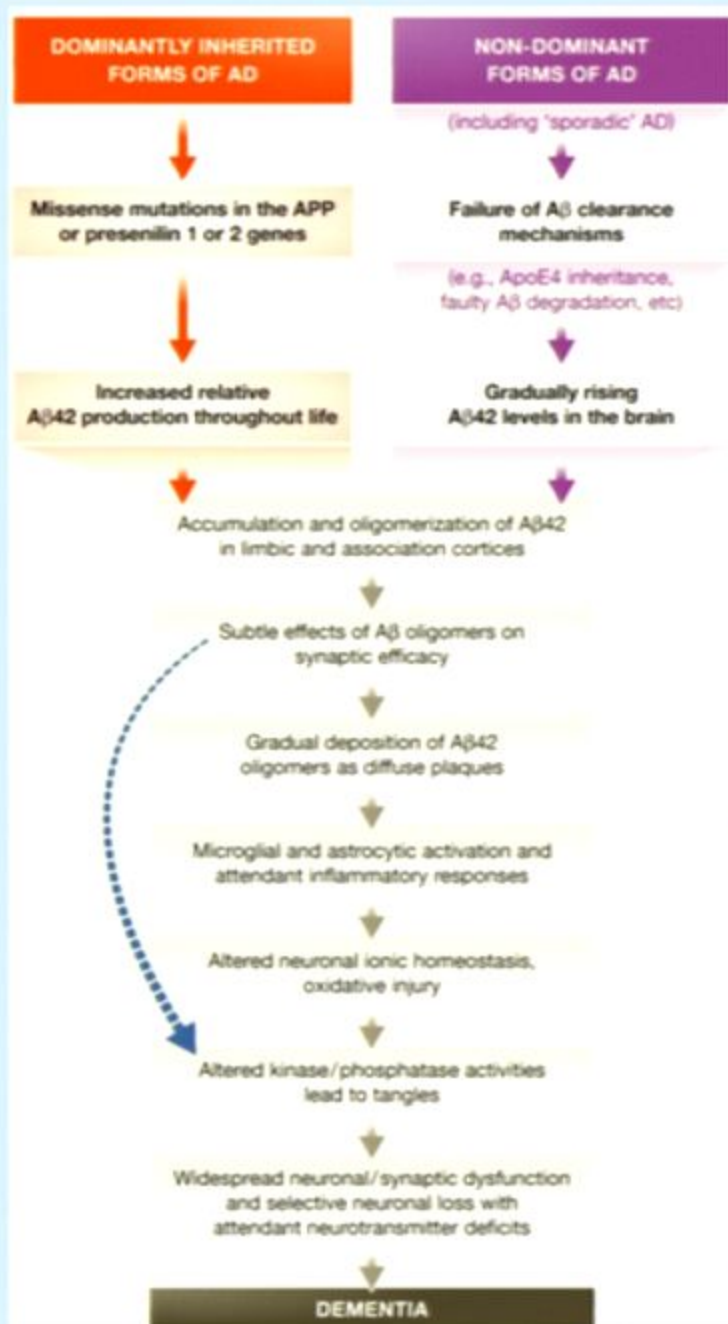 DOMINANTLY INHERITED
FORMS OF AD
NON-DOMINANT
FORMS OF AD
(including 'sporadic' AD)
Missense mutations in the APP
or presenilin 1 or 2 genes
Failure of Aβ clearance
mechanisms
(e.g., ApoE4 inheritance,
faulty Aβ degradation, etc)
Increased relative
Aβ42 production throughout life
Gradually rising
Aβ42 levels in the brain
Accumulation and oligomerization of Aβ42
in limbic and association cortices
Subtle effects of Aβ oligomers on
synaptic efficacy
Gradual deposition of Aβ42
oligomers as diffuse plaques
Microglial and astrocytic activation and
attendant inflammatory responses
Altered neuronal ionic homeostasis,
oxidative injury
Altered kinase/phosphatase activities
lead to tangles
Widespread neuronal/synaptic dysfunction
and selective neuronal loss with
attendant neurotransmitter deficits
DEMENTIA